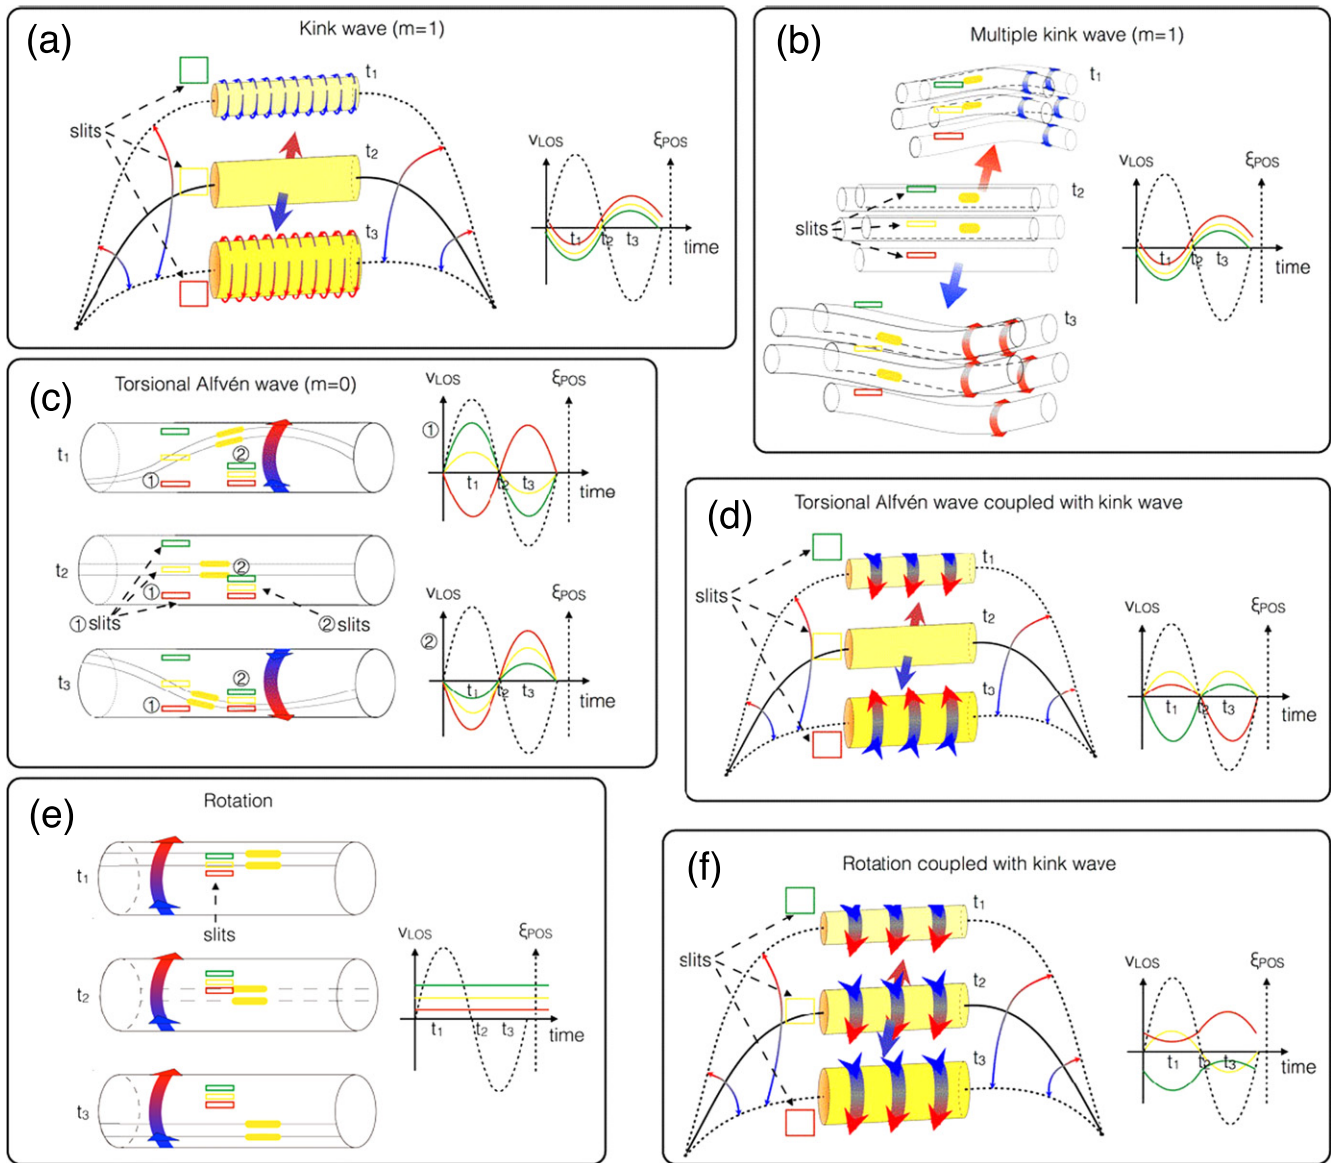 (a)
Kink wave (m=1)
slits
t1
t2
t3
vLOS
ξPOS
t1 t2 t3
time
(b)
Multiple kink wave (m=1)
t1
t2
slits
t3
vLOS
ξPOS
t1 t2 t3
time
(c)
Torsional Alfvén wave (m=0)
t1
①
②
t2
①
②
①slits
②slits
t3
①
②
vLOS
ξPOS
①
t1 t2 t3
time
vLOS
ξPOS
②
t1 t2 t3
time
(d)
Torsional Alfvén wave coupled with kink wave
slits
t1
t2
t3
vLOS
ξPOS
t1 t2 t3
time
(e)
Rotation
t1
slits
t2
t3
vLOS
ξPOS
t1 t2 t3
time
(f)
Rotation coupled with kink wave
slits
t1
t2
t3
vLOS
ξPOS
t1 t2 t3
time